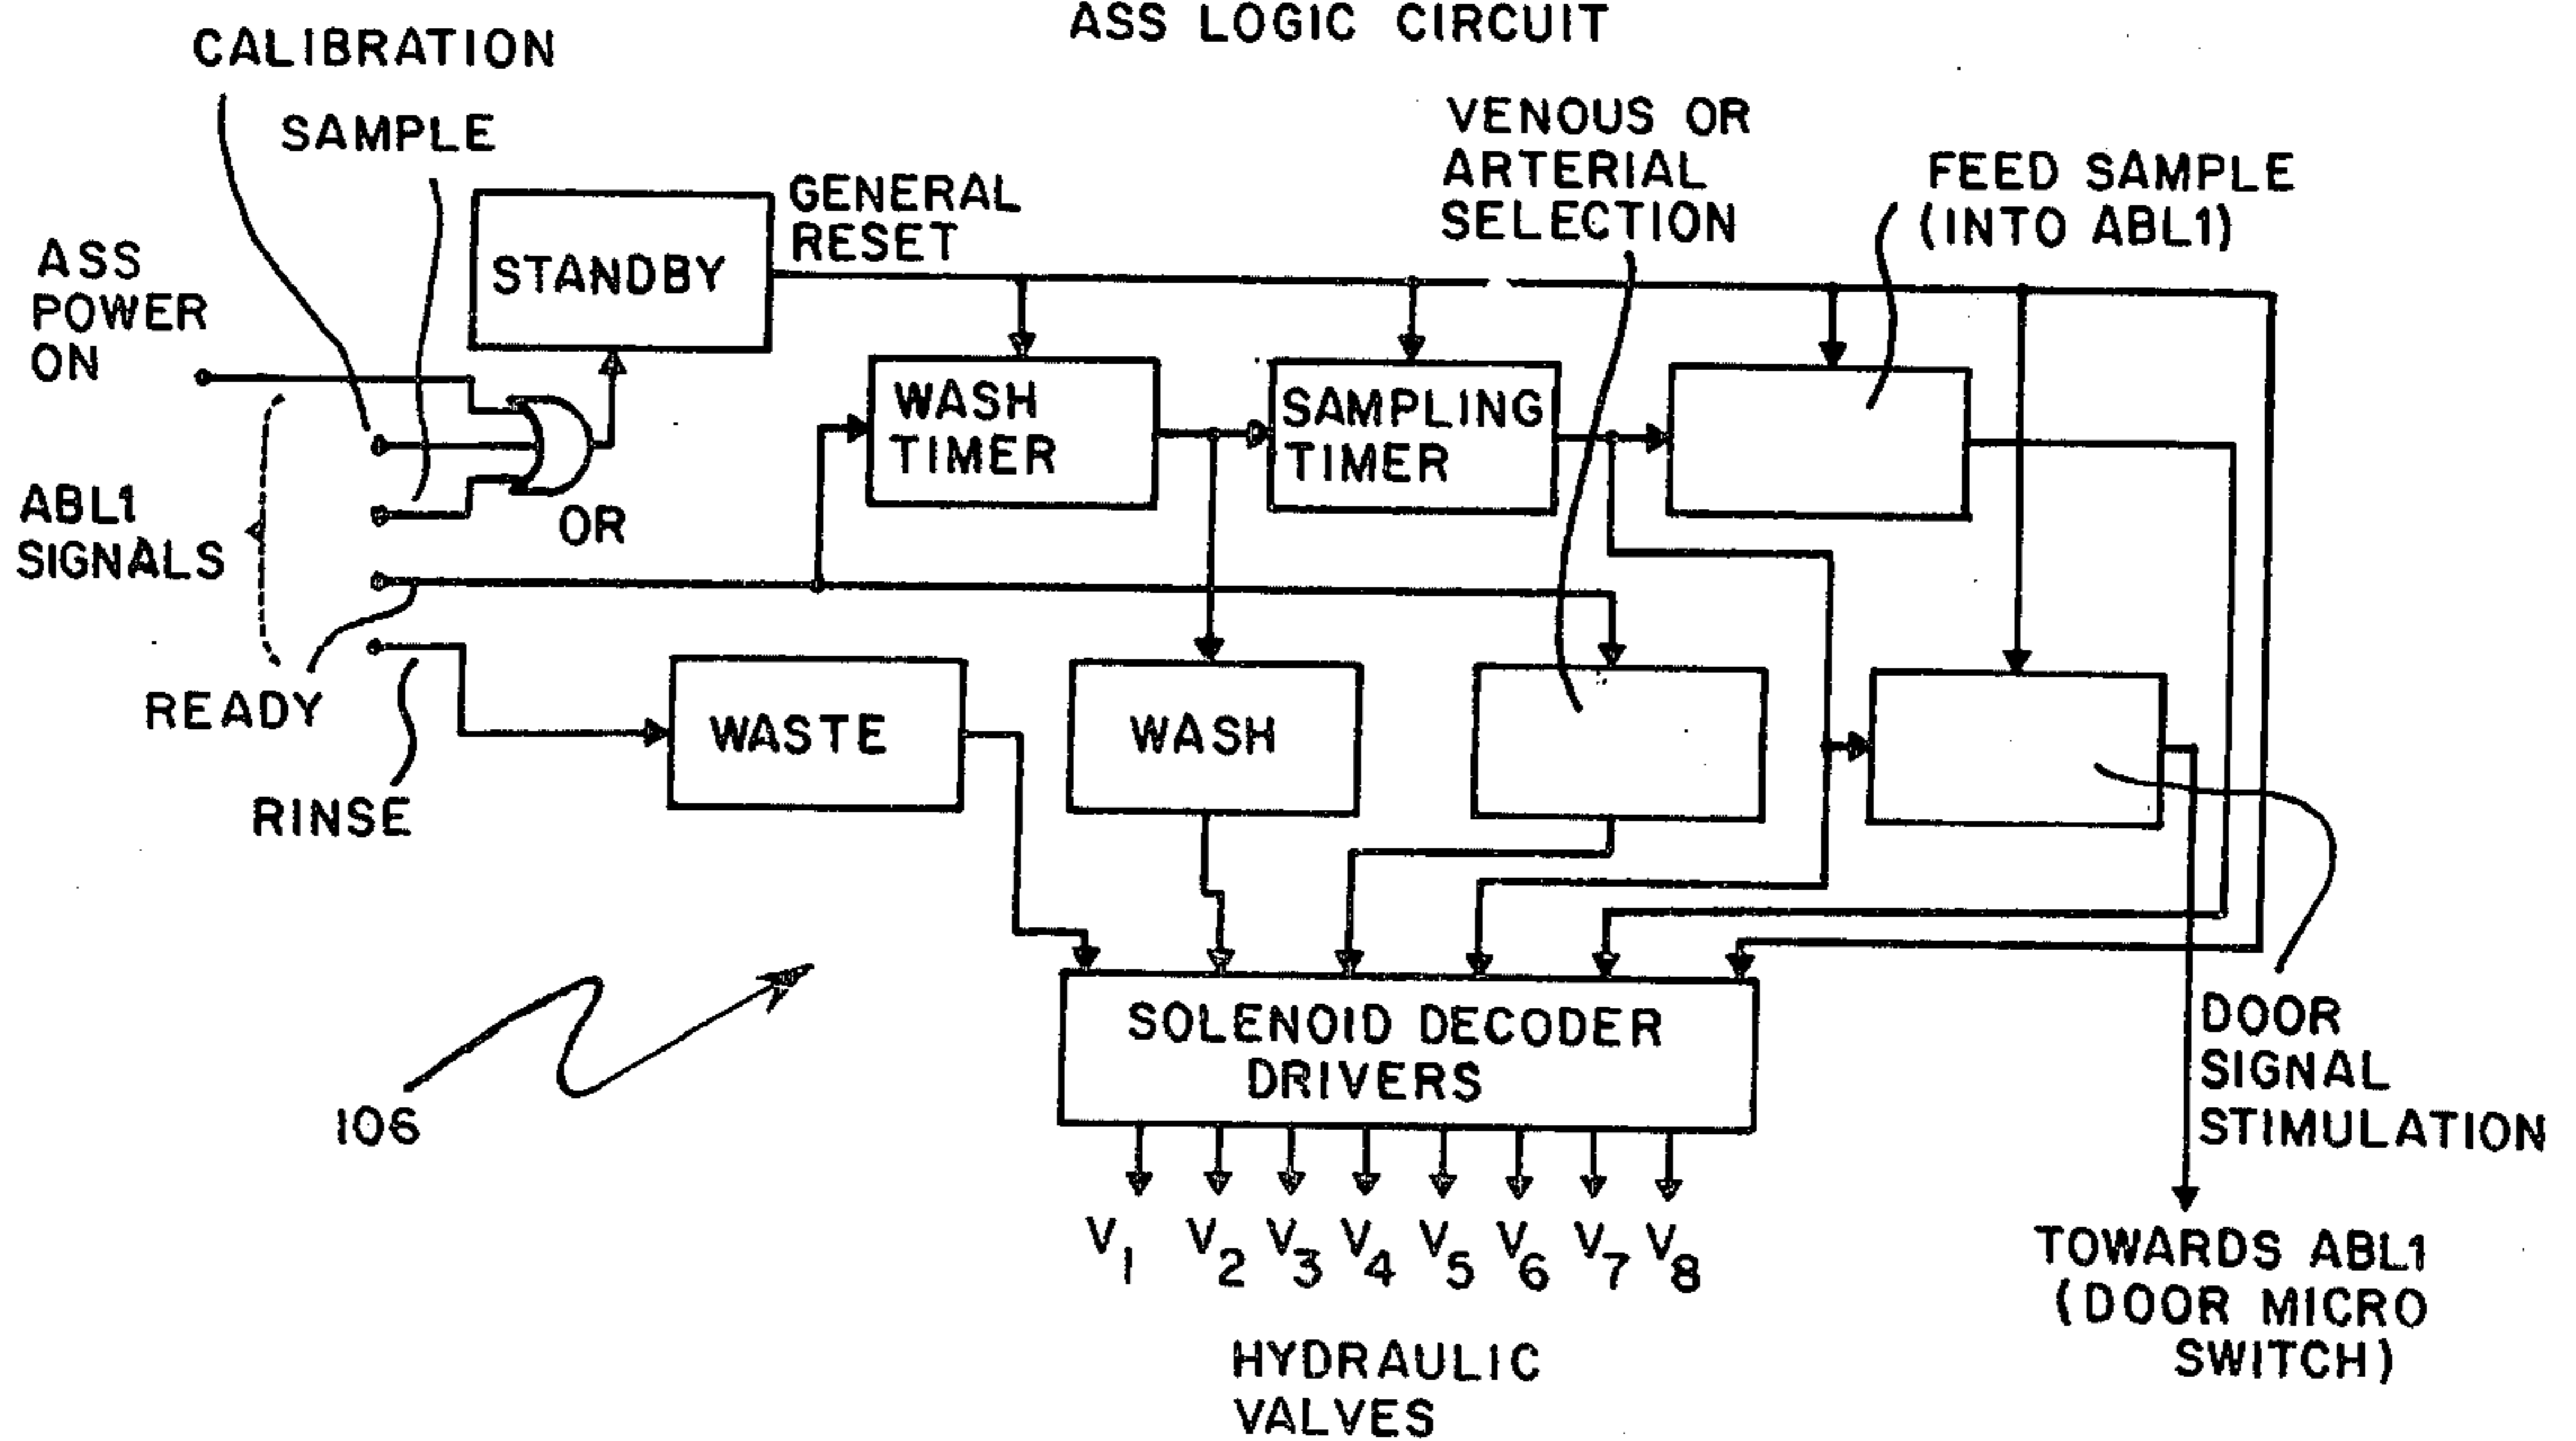 ASS LOGIC CIRCUIT
CALIBRATION
SAMPLE
VENOUS OR
ARTERIAL
SELECTION
FEED SAMPLE
(INTO ABL1)
GENERAL
RESET
STANDBY
ASS
POWER
ON
WASH
TIMER
SAMPLING
TIMER
ABL1
SIGNALS
OR
READY
RINSE
WASTE
WASH
SOLENOID DECODER
DRIVERS
106
DOOR
SIGNAL
STIMULATION
V1 V2 V3 V4 V5 V6 V7 V8
HYDRAULIC
VALVES
TOWARDS ABL1
(DOOR MICRO
SWITCH)